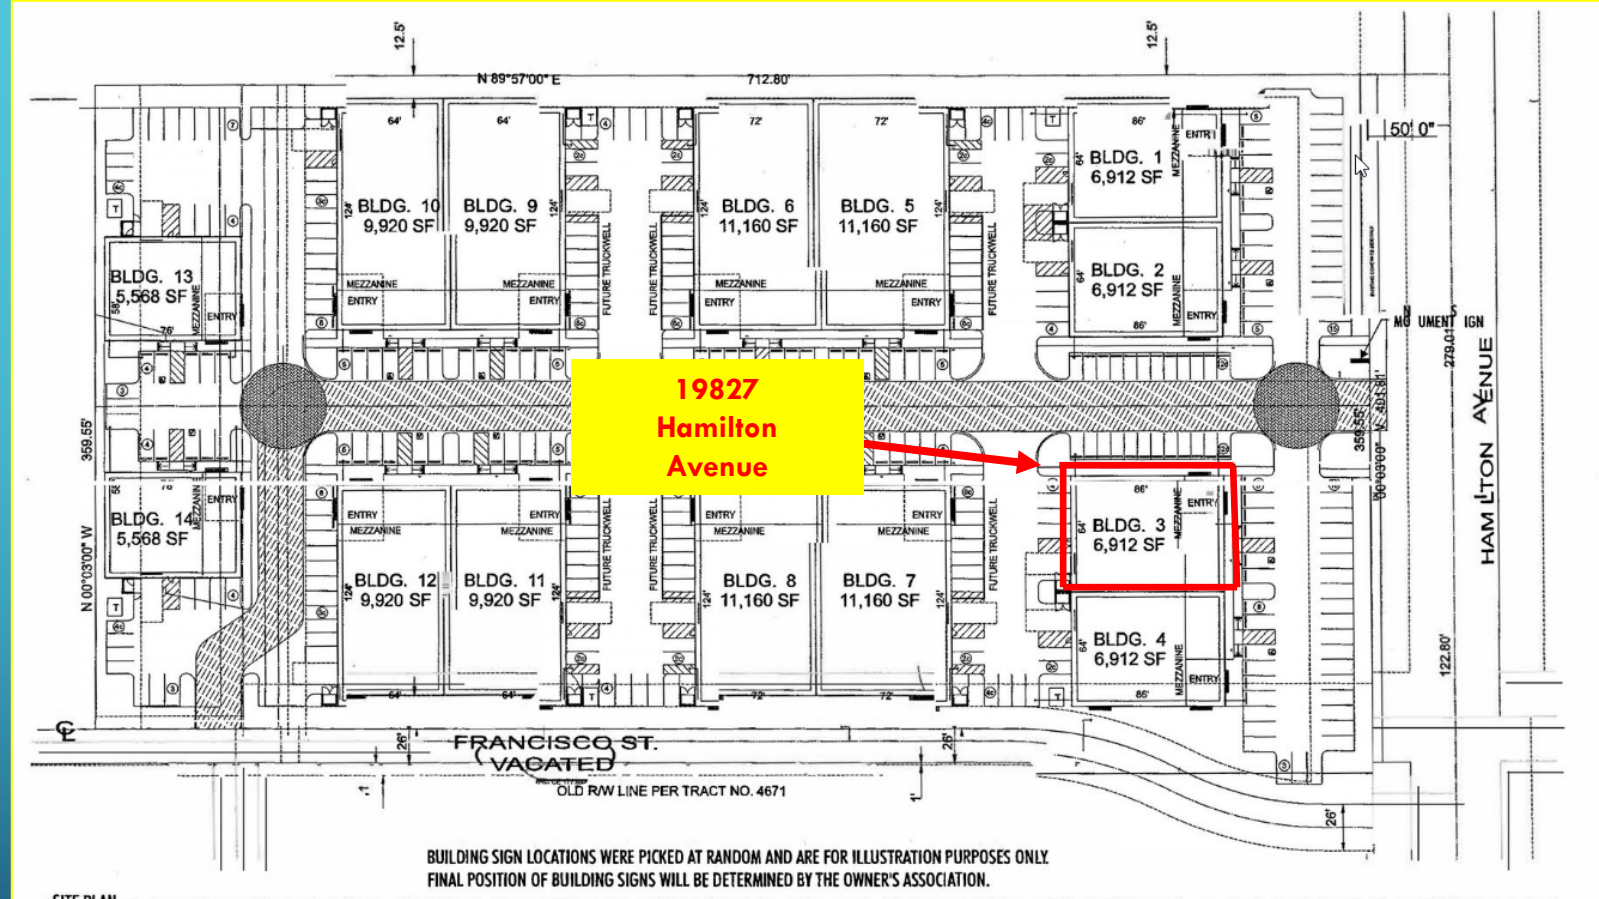 12.5'
12.5'
N 89°57'00" E
712.80'
64'
64'
72'
72'
86'
50' 0"
ENTRY
MEZZANINE
BLDG. 1
6,912 SF
64'
BLDG. 10
9,920 SF
124'
BLDG. 9
9,920 SF
124'
BLDG. 6
11,160 SF
124'
BLDG. 5
11,160 SF
124'
FUTURE TRUCKWELL
FUTURE TRUCKWELL
FUTURE TRUCKWELL
BLDG. 2
6,912 SF
64'
MEZZANINE
ENTRY
86'
BLDG. 13
5,568 SF
58'
MEZZANINE
ENTRY
76'
MEZZANINE
ENTRY
MEZZANINE
ENTRY
MEZZANINE
ENTRY
MEZZANINE
ENTRY
MO UMENT IGN
N S
279.01'
HAM LTON AVENUE
19827
Hamilton
Avenue
359.55'
359.55'
N 00°03'00" W
BLDG. 14
5,568 SF
ENTRY
ENTRY
MEZZANINE
ENTRY
MEZZANINE
ENTRY
MEZZANINE
ENTRY
MEZZANINE
FUTURE TRUCKWELL
FUTURE TRUCKWELL
FUTURE TRUCKWELL
86'
ENTRY
MEZZANINE
BLDG. 3
6,912 SF
64'
BLDG. 12
9,920 SF
124'
BLDG. 11
9,920 SF
124'
BLDG. 8
11,160 SF
124'
BLDG. 7
11,160 SF
124'
BLDG. 4
6,912 SF
64'
MEZZANINE
ENTRY
86'
64'
64'
72'
72'
122.80'
26'
26'
26'
FRANCISCO ST.
(VACATED)
OLD R/W LINE PER TRACT NO. 4671
1'
1'
BUILDING SIGN LOCATIONS WERE PICKED AT RANDOM AND ARE FOR ILLUSTRATION PURPOSES ONLY.
FINAL POSITION OF BUILDING SIGNS WILL BE DETERMINED BY THE OWNER'S ASSOCIATION.
SITE PLAN